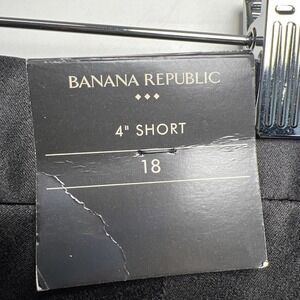 BANANA REPUBLIC
4" SHORT
18